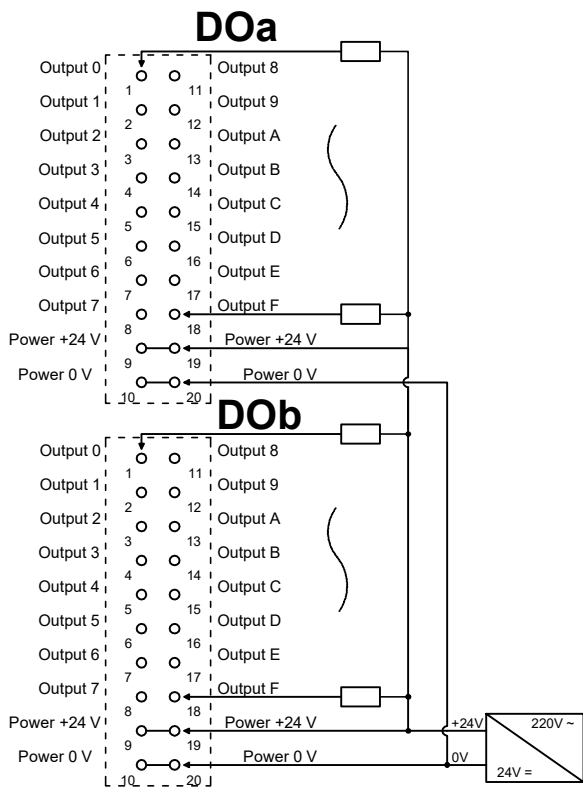 DOa
Output 0 Output 8
1 11
Output 1 Output 9
2 12
Output 2 Output A
3 13
Output 3 Output B
4 14
Output 4 Output C
5 15
Output 5 Output D
6 16
Output 6 Output E
7 17
Output 7 Output F
8 18
Power +24 V Power +24 V
9 19
Power 0 V Power 0 V
10 20
DOb
Output 0 Output 8
1 11
Output 1 Output 9
2 12
Output 2 Output A
3 13
Output 3 Output B
4 14
Output 4 Output C
5 15
Output 5 Output D
6 16
Output 6 Output E
7 17
Output 7 Output F
8 18
Power +24 V Power +24 V +24V 220V ~
9 19
Power 0 V Power 0 V 0V
10 20 24V =